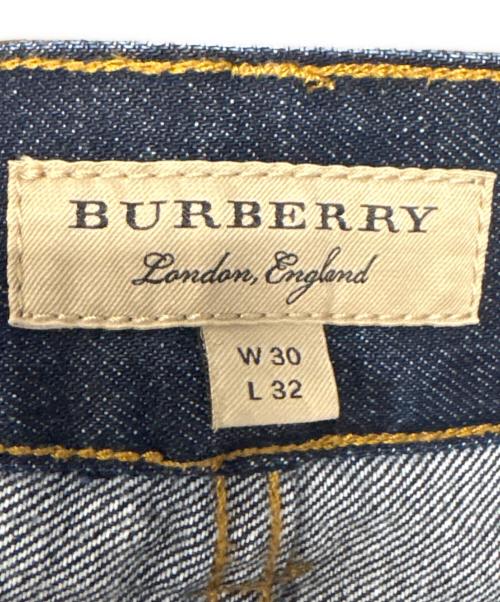 BURBERRY
London, England
W 30
L 32